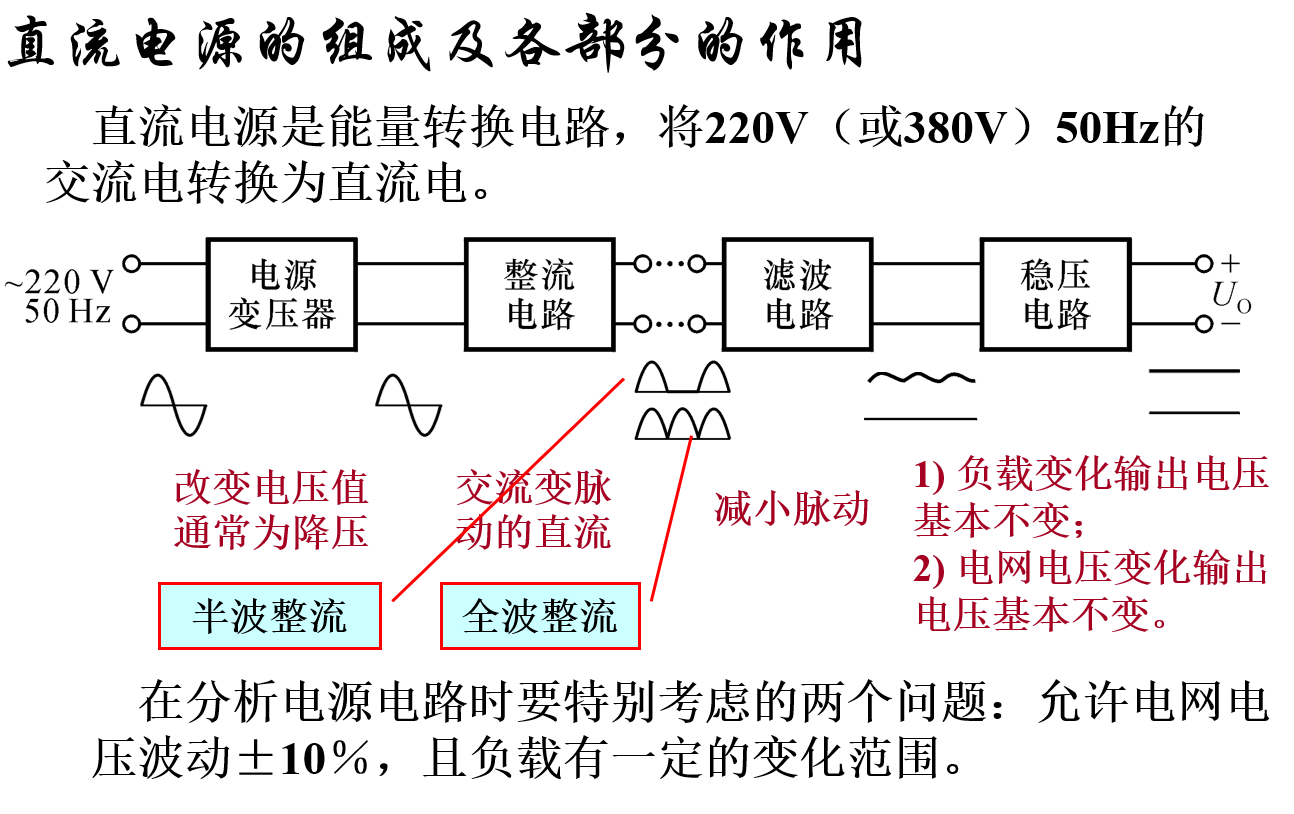 直流电源的组成及各部分的作用
直流电源是能量转换电路，将220V（或380V）50Hz的
交流电转换为直流电。
~220 V
50 Hz
电源
变压器
整流
电路
滤波
电路
稳压
电路
+
UO
−
改变电压值
通常为降压
交流变脉
动的直流
减小脉动
1) 负载变化输出电压
基本不变；
2) 电网电压变化输出
电压基本不变。
半波整流
全波整流
在分析电源电路时要特别考虑的两个问题：允许电网电
压波动±10％，且负载有一定的变化范围。